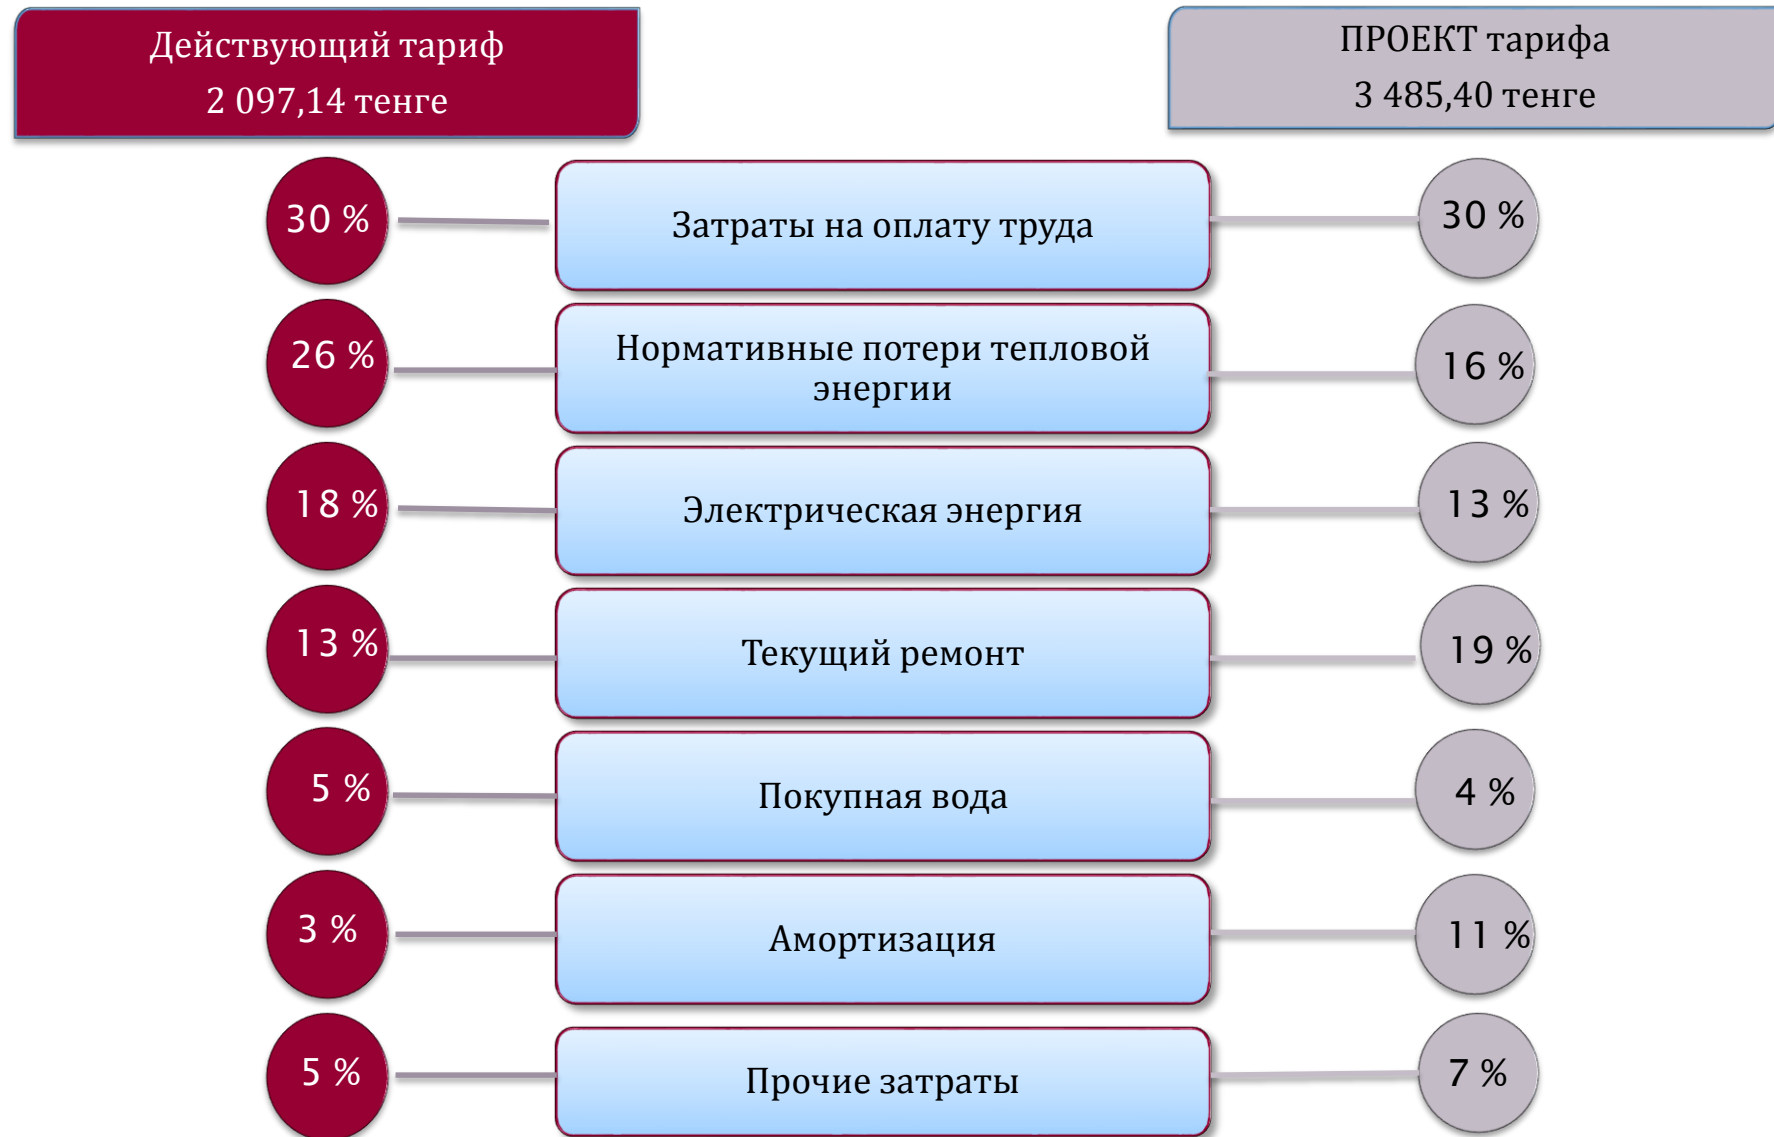 Действующий тариф
2 097,14 тенге
ПРОЕКТ тарифа
3 485,40 тенге
30 %
Затраты на оплату труда
30 %
26 %
Нормативные потери тепловой
энергии
16 %
18 %
Электрическая энергия
13 %
13 %
Текущий ремонт
19 %
5 %
Покупная вода
4 %
3 %
Амортизация
11 %
5 %
Прочие затраты
7 %